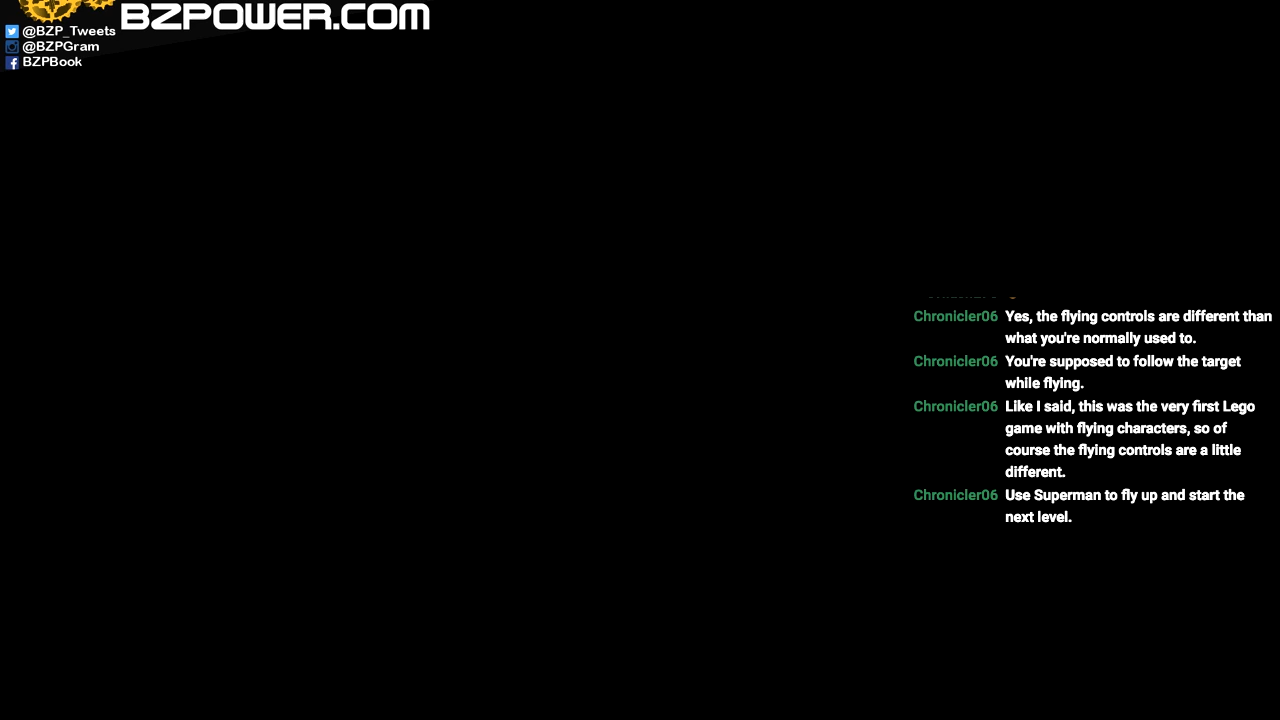 BZPOWER.COM
@BZP_Tweets
@BZPGram
BZPBook
Chronicler06 Yes, the flying controls are different than
what you're normally used to.
Chronicler06 You're supposed to follow the target
while flying.
Chronicler06 Like I said, this was the very first Lego
game with flying characters, so of
course the flying controls are a little
different.
Chronicler06 Use Superman to fly up and start the
next level.